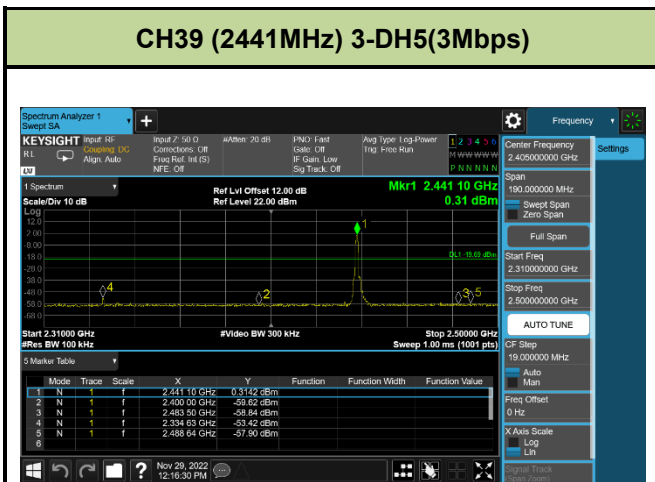 CH39 (2441MHz) 3-DH5(3Mbps)
Spectrum Analyzer 1
Swept SA
Frequency
KEYSIGHT Input: RF Input Z: 50 Ω #Atten: 20 dB PNO: Fast Avg Type: Log-Power 1 2 3 4 5 6
R L Coupling: DC Corrections: Off Gate: Off Trig: Free Run M W W W W W
Align: Auto Freq Ref: Int (S) IF Gain: Low
NFE: Off Sig Track: Off P N N N N N
Center Frequency
2.405000000 GHz
Settings
Span
190.000000 MHz
Swept Span
Zero Span
Full Span
Start Freq
2.310000000 GHz
Stop Freq
2.500000000 GHz
AUTO TUNE
CF Step
19.000000 MHz
Auto
Man
Freq Offset
0 Hz
X Axis Scale
Log
Lin
Signal Track
(Span Zoom)
1 Spectrum
Scale/Div 10 dB
Ref Lvl Offset 12.00 dB
Ref Level 22.00 dBm
Mkr1 2.441 10 GHz
0.31 dBm
Log
12.0
2.00
-8.00
-18.0
-28.0
-38.0
-48.0
-58.0
-68.0
DL1 -19.69 dBm
1
4
2
3
5
Start 2.31000 GHz #Video BW 300 kHz Stop 2.50000 GHz
#Res BW 100 kHz Sweep 1.00 ms (1001 pts)
5 Marker Table
Mode Trace Scale X Y Function Function Width Function Value
1 N 1 f 2.441 10 GHz 0.3142 dBm
2 N 1 f 2.400 00 GHz -59.62 dBm
3 N 1 f 2.483 50 GHz -58.84 dBm
4 N 1 f 2.334 63 GHz -53.42 dBm
5 N 1 f 2.488 64 GHz -57.90 dBm
6
Nov 29, 2022
12:16:30 PM